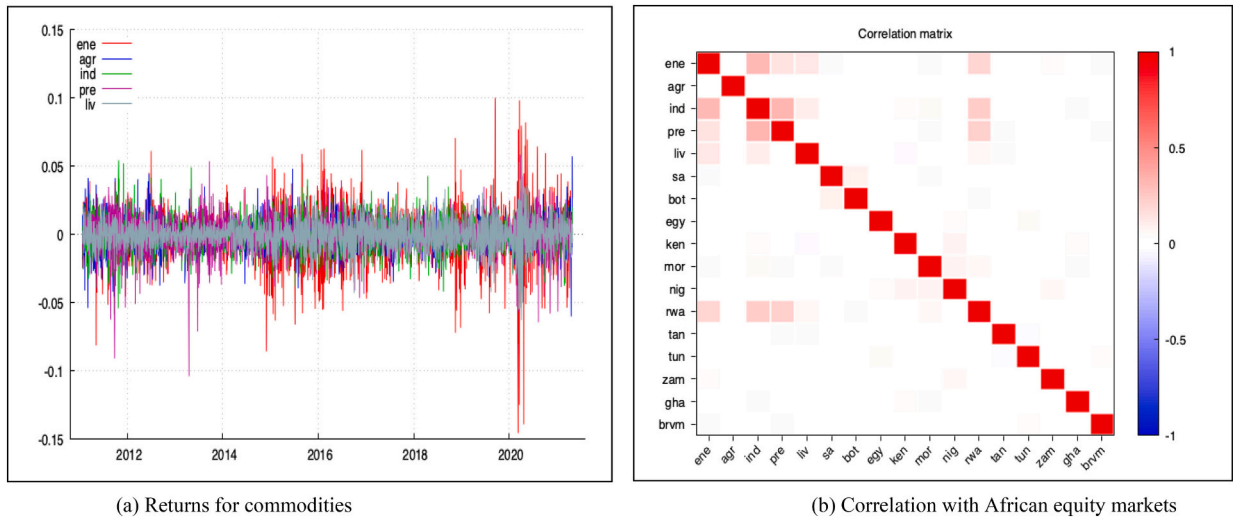 0.15
0.1
0.05
0
-0.05
-0.1
-0.15
ene
agr
ind
pre
liv
2012
2014
2016
2018
2020
(a) Returns for commodities
Correlation matrix
ene
agr
ind
pre
liv
sa
bot
egy
ken
mor
nig
rwa
tan
tun
zam
gha
brvm
ene
agr
ind
pre
liv
sa
bot
egy
ken
mor
nig
rwa
tan
tun
zam
gha
brvm
1
0.5
0
-0.5
-1
(b) Correlation with African equity markets